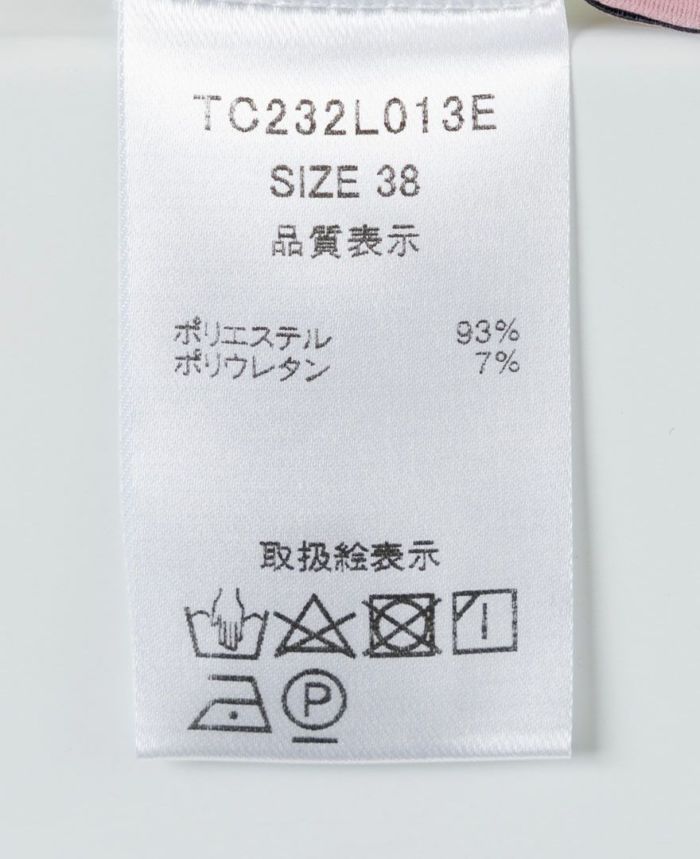 TC232L013E
SIZE 38
品質表示
ポリエステル 93%
ポリウレタン 7%
取扱絵表示
P